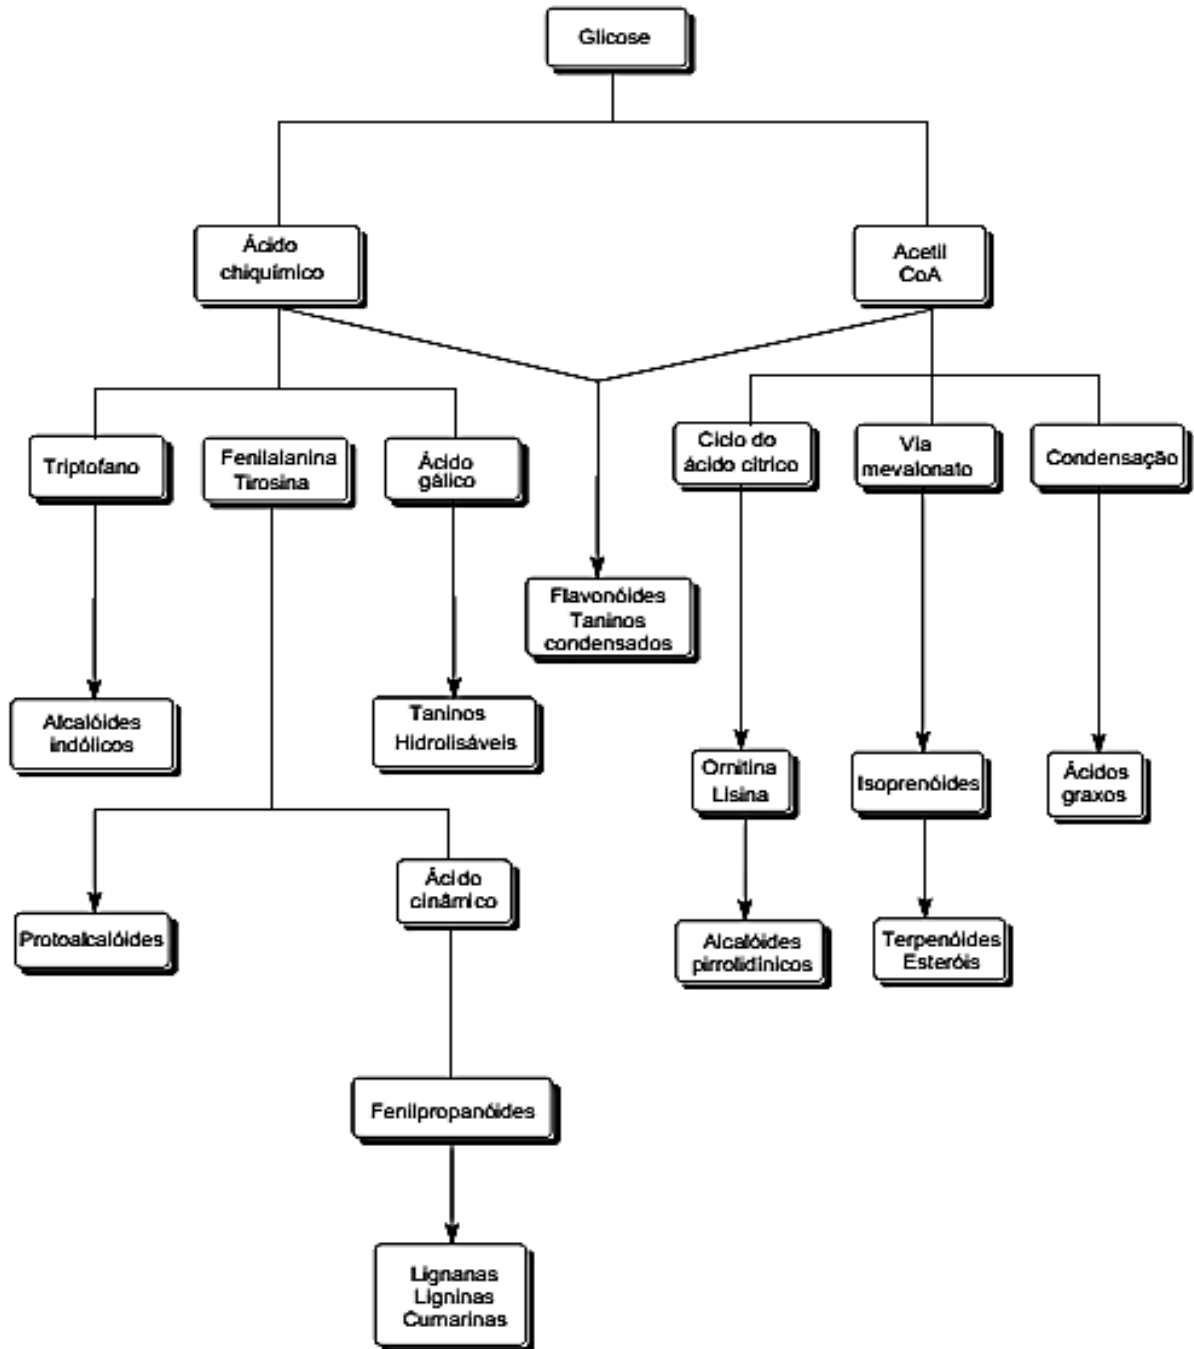 Glicose
Ácido
chiquímico
Acetil
CoA
Triptofano
Fenilalanina
Tirosina
Ácido
gálico
Ciclo do
ácido cítrico
Via
mevalonato
Condensação
Flavonóides
Taninos
condensados
Alcalóides
indólicos
Taninos
Hidrolisáveis
Ornitina
Lisina
Isoprenóides
Ácidos
graxos
Protoalcalóides
Ácido
cinâmico
Alcalóides
pirrolidínicos
Terpenóides
Esteróis
Fenilpropanóides
Lignanas
Ligninas
Cumarinas